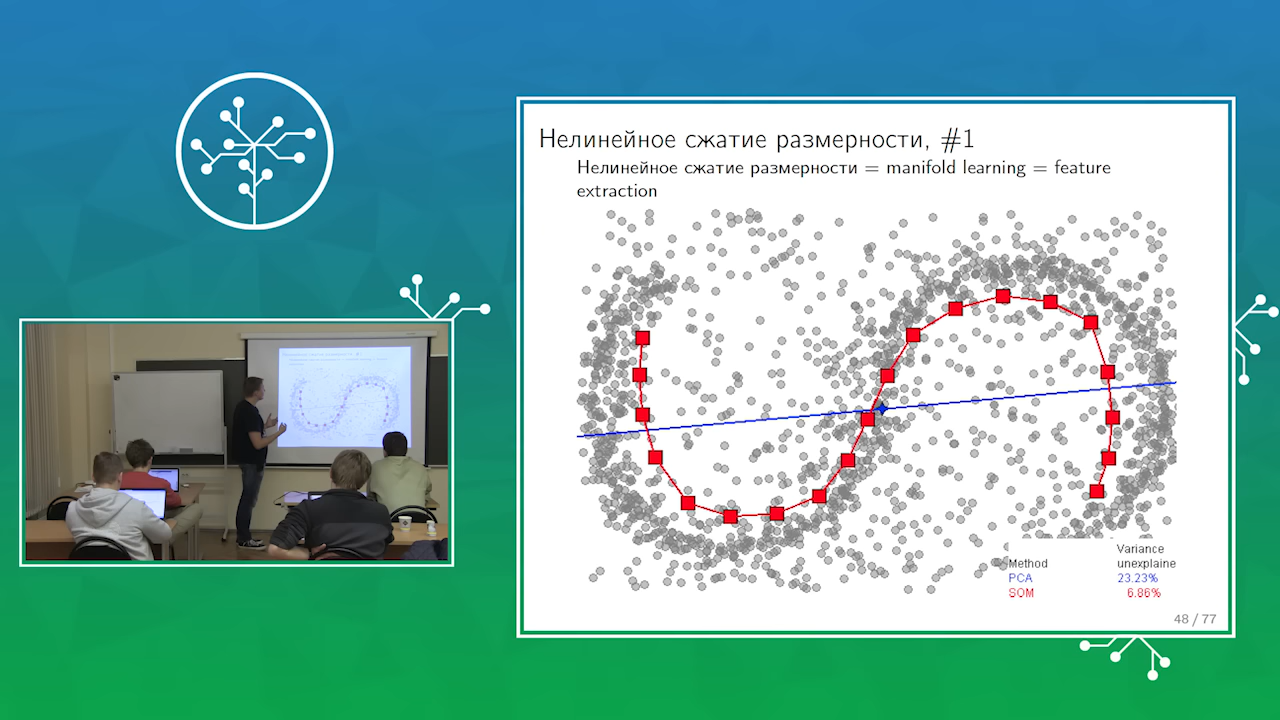 Нелинейное сжатие размерности, #1
Нелинейное сжатие размерности = manifold learning = feature
extraction
Variance
Method unexplaine
PCA 23.23%
SOM 6.86%
48 / 77